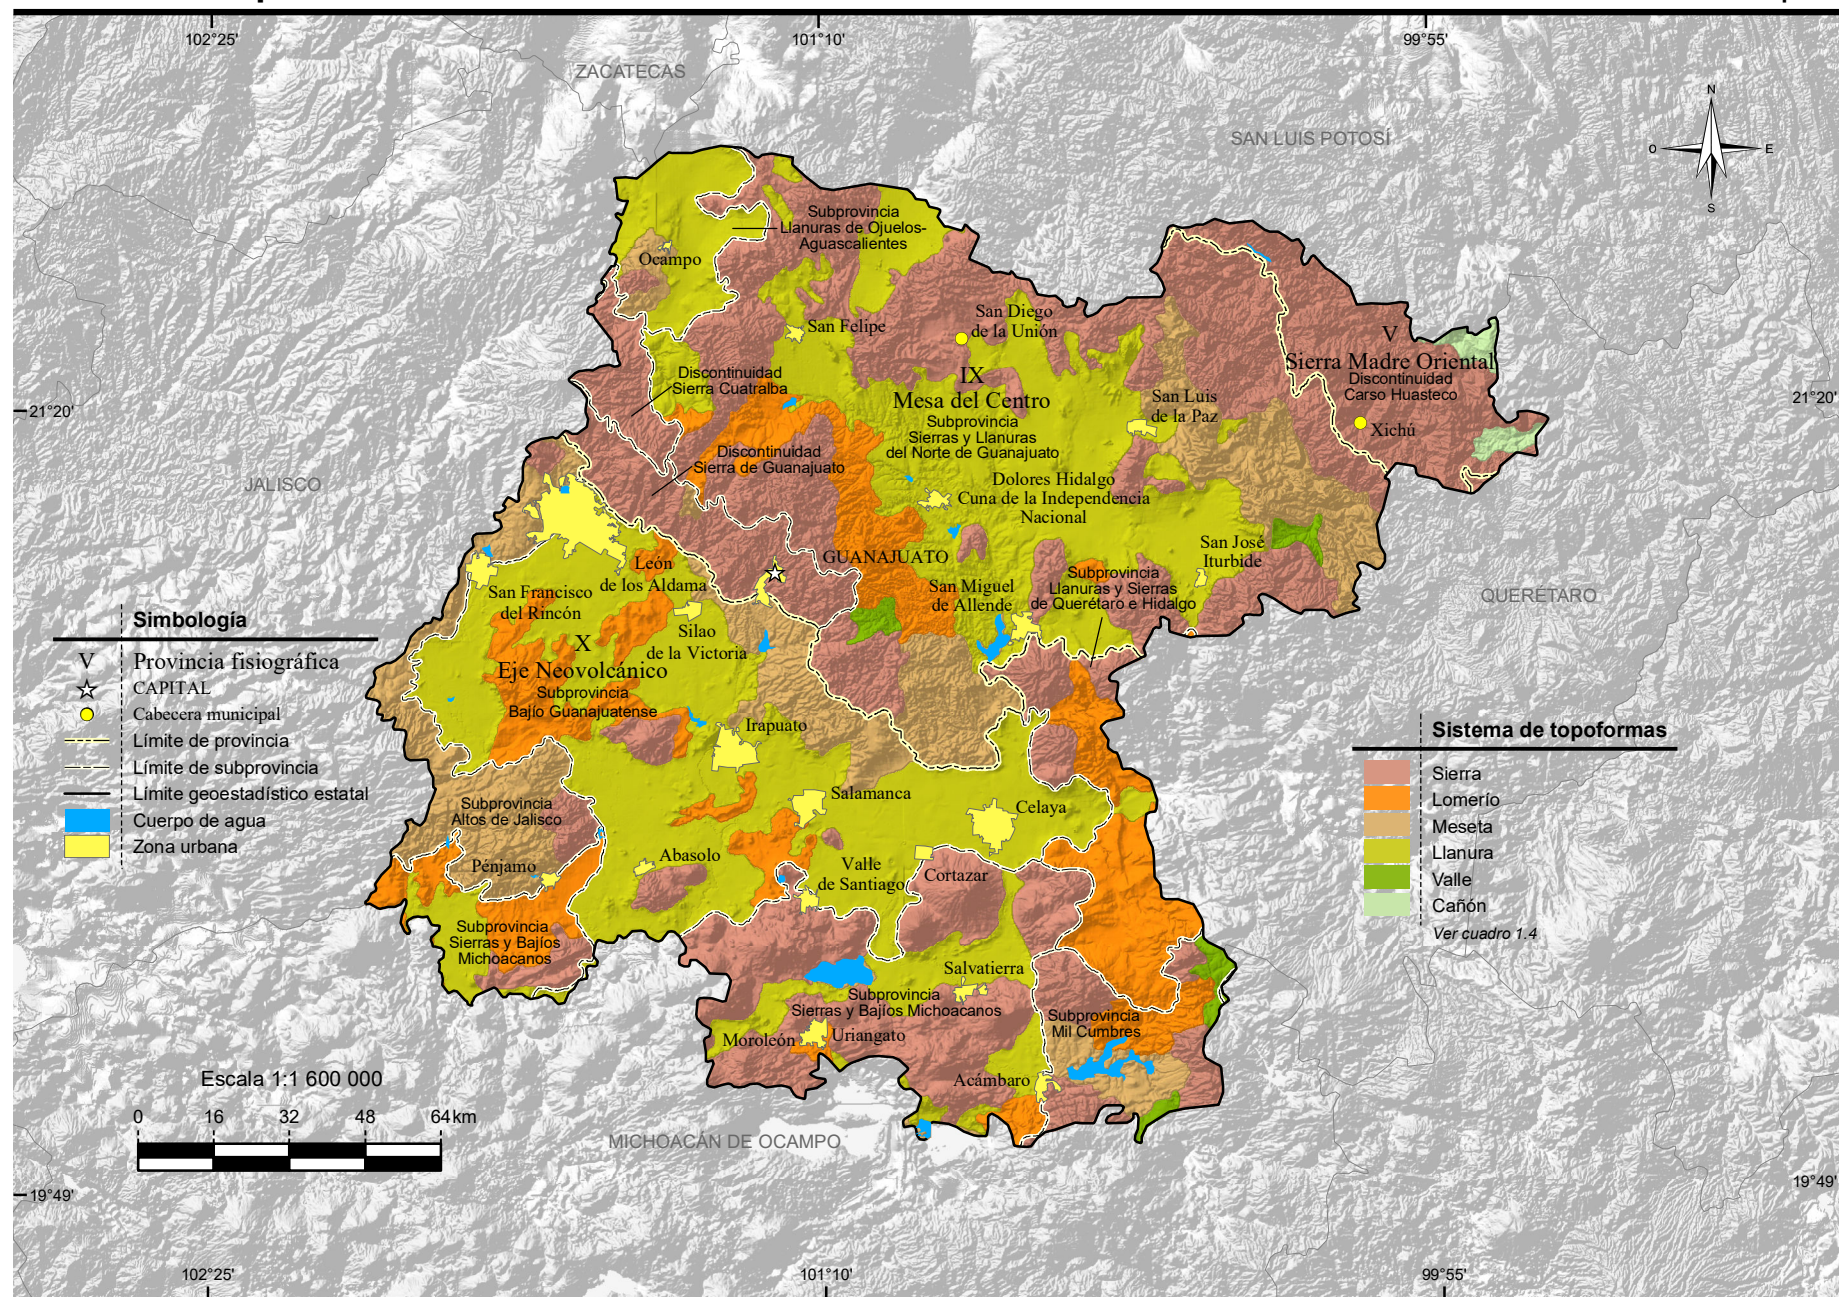 102°25'
101°10'
99°55'
ZACATECAS
SAN LUIS POTOSÍ
N
O
E
S
Subprovincia
Llanuras de Ojuelos-
Aguascalientes
Ocampo
San Felipe
San Diego
de la Unión
V
Sierra Madre Oriental
Discontinuidad
Carso Huasteco
Discontinuidad
Sierra Cuatralba
IX
Mesa del Centro
Subprovincia
Sierras y Llanuras
del Norte de Guanajuato
San Luis
de la Paz
Xichú
21°20'
21°20'
Discontinuidad
Sierra de Guanajuato
JALISCO
Dolores Hidalgo
Cuna de la Independencia
Nacional
GUANAJUATO
San José
Iturbide
León
de los Aldama
San Francisco
del Rincón
San Miguel
de Allende
Subprovincia
Llanuras y Sierras
de Querétaro e Hidalgo
QUERÉTARO
Silao
de la Victoria
X
Eje Neovolcánico
Subprovincia
Bajío Guanajuatense
Irapuato
Simbología
V
Provincia fisiográfica
CAPITAL
Cabecera municipal
Límite de provincia
Límite de subprovincia
Límite geoestadístico estatal
Cuerpo de agua
Zona urbana
Sistema de topoformas
Sierra
Lomerío
Meseta
Llanura
Valle
Cañón
Ver cuadro 1.4
Subprovincia
Altos de Jalisco
Salamanca
Celaya
Pénjamo
Abasolo
Valle
de Santiago
Cortazar
Subprovincia
Sierras y Bajíos
Michoacanos
Salvatierra
Subprovincia
Sierras y Bajíos Michoacanos
Subprovincia
Mil Cumbres
Moroleón
Uriangato
Acámbaro
Escala 1:1 600 000
0
16
32
48
64 km
MICHOACÁN DE OCAMPO
19°49'
19°49'
102°25'
101°10'
99°55'